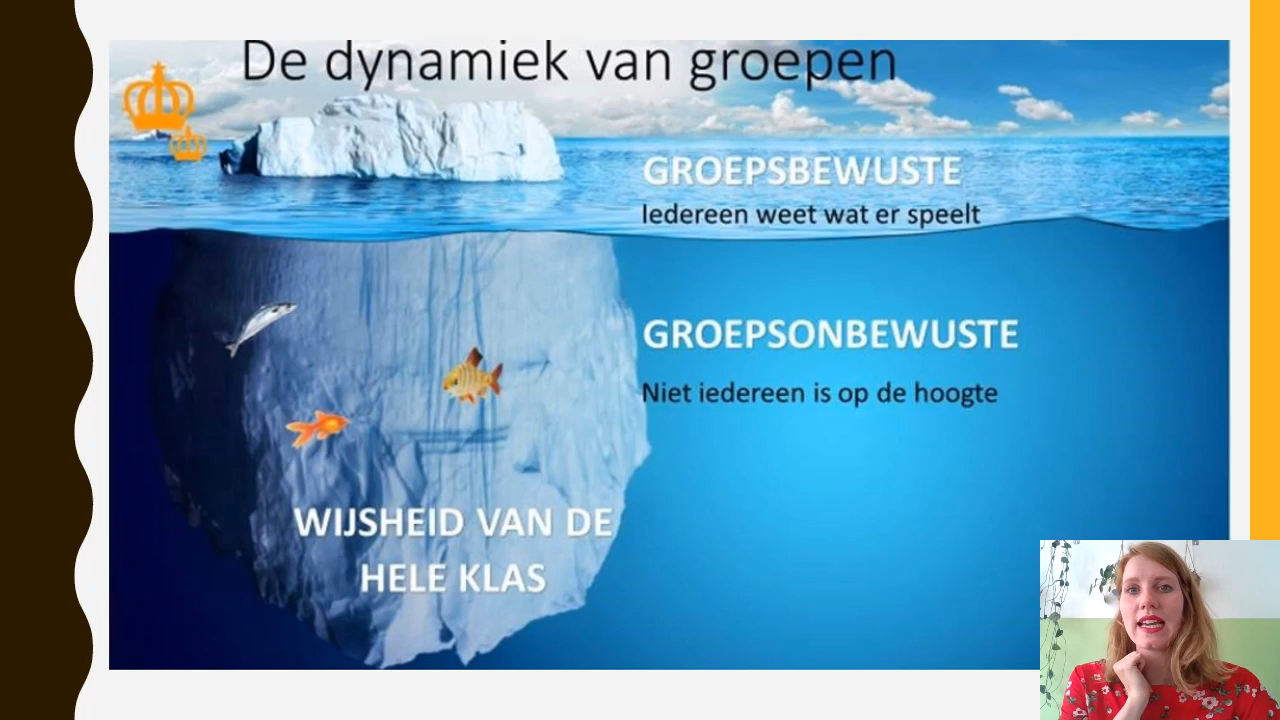 De dynamiek van groepen
GROEPSBEWUSTE
Iedereen weet wat er speelt
GROEPSONBEWUSTE
Niet iedereen is op de hoogte
WIJSHEID VAN DE
HELE KLAS